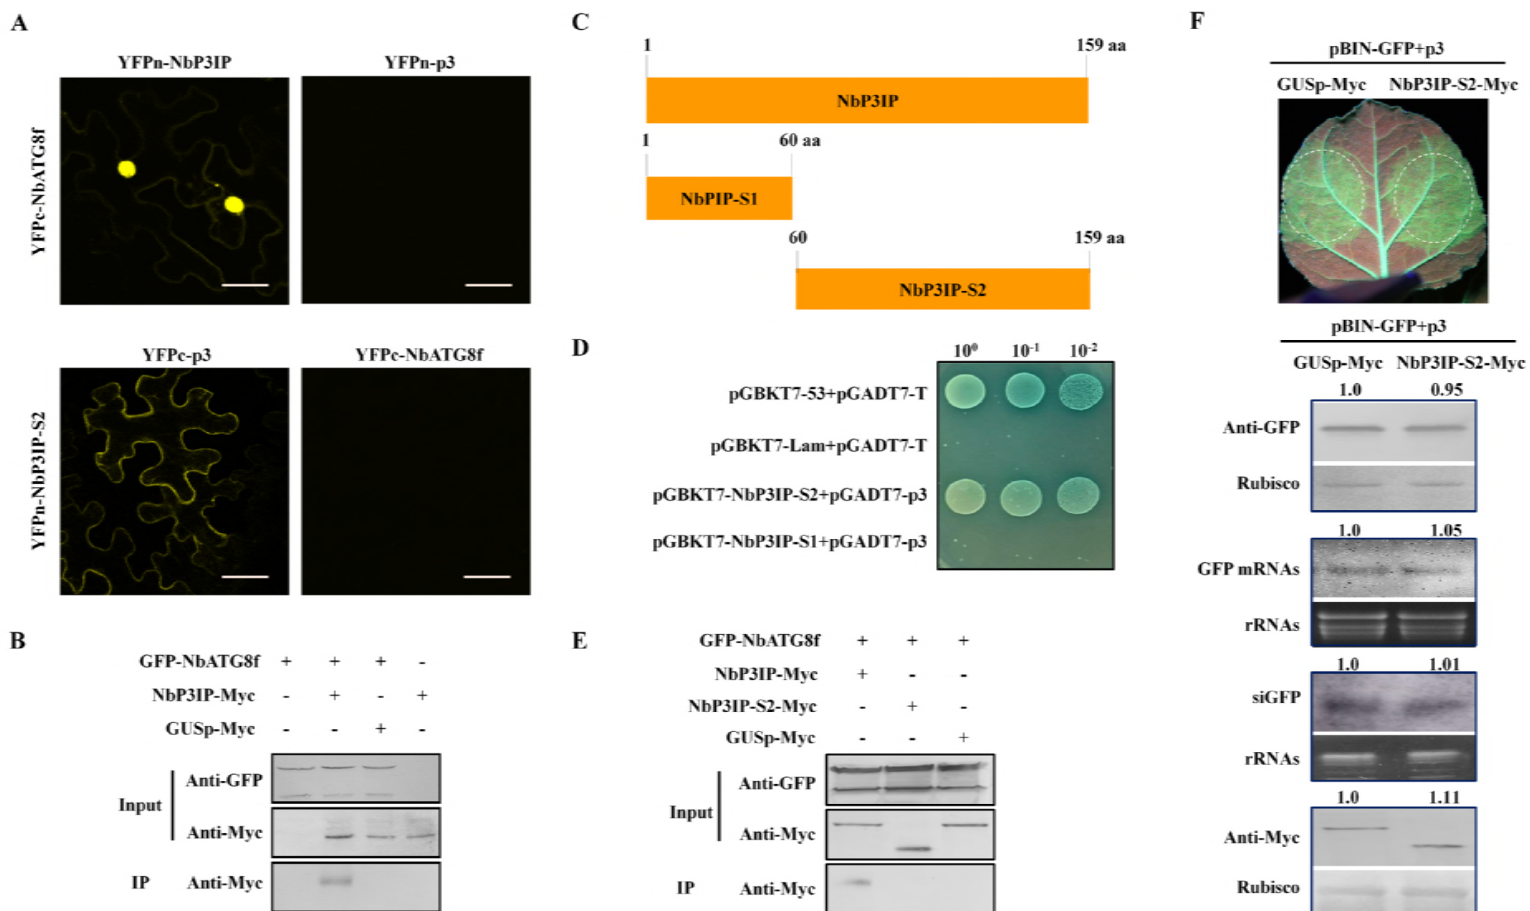 A
YFPn-NbP3IP
YFPn-p3
YFPc-NbATG8f
YFPc-p3
YFPc-NbATG8f
YFPn-NbP3IP-S2
B
GFP-NbATG8f + + + -
NbP3IP-Myc - + - +
GUSp-Myc - - + -
Input
Anti-GFP
Anti-Myc
IP
Anti-Myc
C
1
159 aa
NbP3IP
1
60 aa
NbPIP-S1
60
159 aa
NbP3IP-S2
D
10⁰ 10⁻¹ 10⁻²
pGBKT7-53+pGADT7-T
pGBKT7-Lam+pGADT7-T
pGBKT7-NbP3IP-S2+pGADT7-p3
pGBKT7-NbP3IP-S1+pGADT7-p3
E
GFP-NbATG8f + + +
NbP3IP-Myc + - -
NbP3IP-S2-Myc - + -
GUSp-Myc - - +
Input
Anti-GFP
Anti-Myc
IP
Anti-Myc
F
pBIN-GFP+p3
GUSp-Myc NbP3IP-S2-Myc
pBIN-GFP+p3
GUSp-Myc NbP3IP-S2-Myc
1.0 0.95
Anti-GFP
Rubisco
1.0 1.05
GFP mRNAs
rRNAs
1.0 1.01
siGFP
rRNAs
1.0 1.11
Anti-Myc
Rubisco